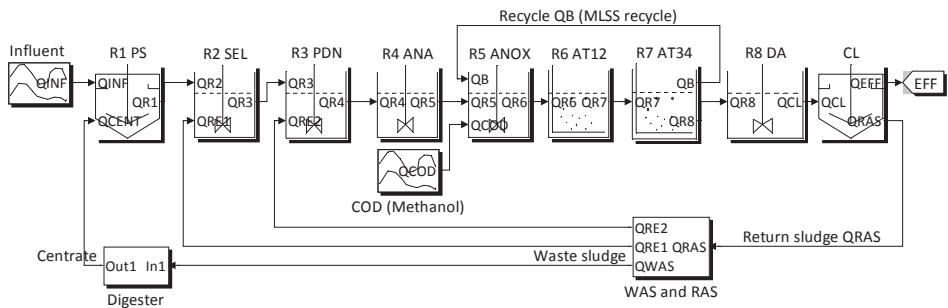 Recycle QB (MLSS recycle)
Influent
R1 PS
R2 SEL
R3 PDN
R4 ANA
R5 ANOX
R6 AT12
R7 AT34
R8 DA
CL
QINF
QINF
QR1
QCENT
QR2
QR3
QRE1
QR3
QR4
QRE2
QR4 QR5
QB
QR5 QR6
QCOD
QR6 QR7
QB
QR7
QR8
QR8 QCL
QEFF
QCL
QRAS
EFF
QCOD
COD (Methanol)
QRE2
QRE1 QRAS
QWAS
WAS and RAS
Return sludge QRAS
Waste sludge
Centrate
Out1 In1
Digester